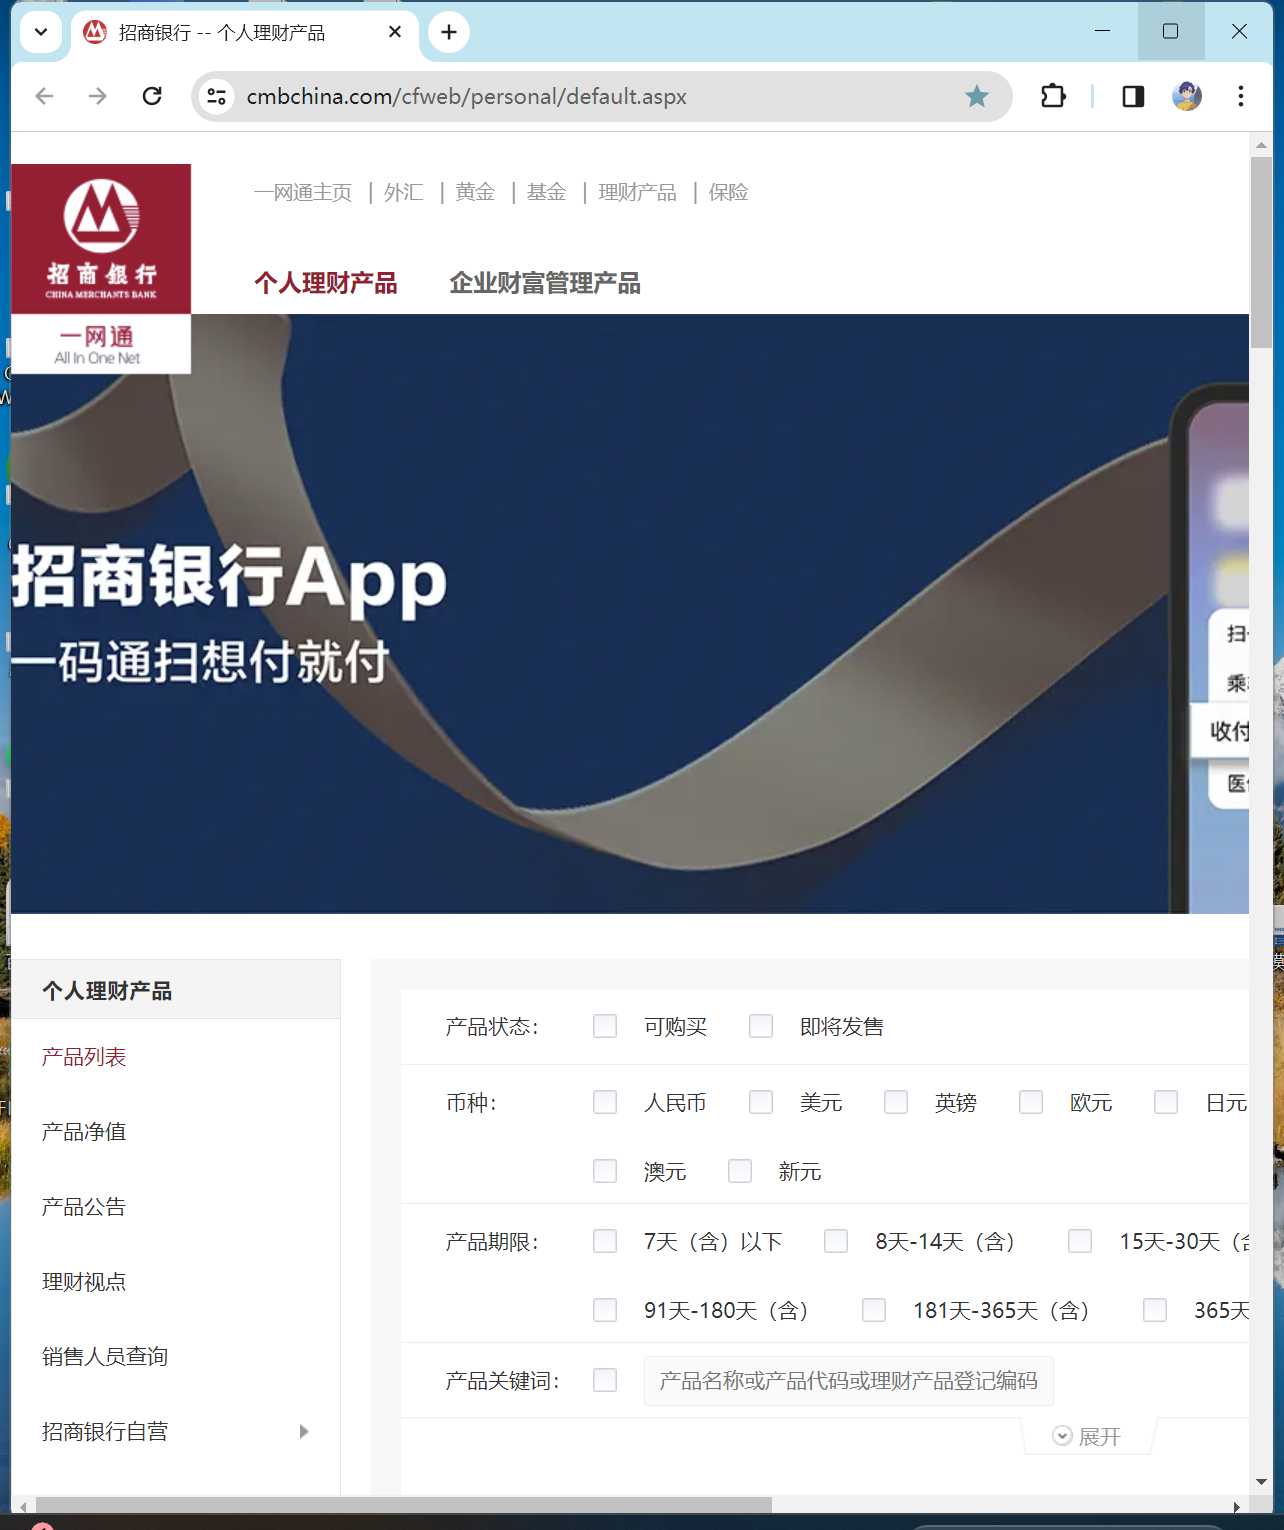 招商银行 -- 个人理财产品
cmbchina.com/cfweb/personal/default.aspx
招商银行
CHINA MERCHANTS BANK
一网通
All In One Net
一网通主页 | 外汇 | 黄金 | 基金 | 理财产品 | 保险
个人理财产品 企业财富管理产品
招商银行App
一码通扫想付就付
扫
乘
收付
医
个人理财产品
产品列表
产品净值
产品公告
理财视点
销售人员查询
招商银行自营
产品状态： 可购买 即将发售
币种： 人民币 美元 英镑 欧元 日元
澳元 新元
产品期限： 7天（含）以下 8天-14天（含） 15天-30天（含
91天-180天（含） 181天-365天（含） 365天
产品关键词： 产品名称或产品代码或理财产品登记编码
展开